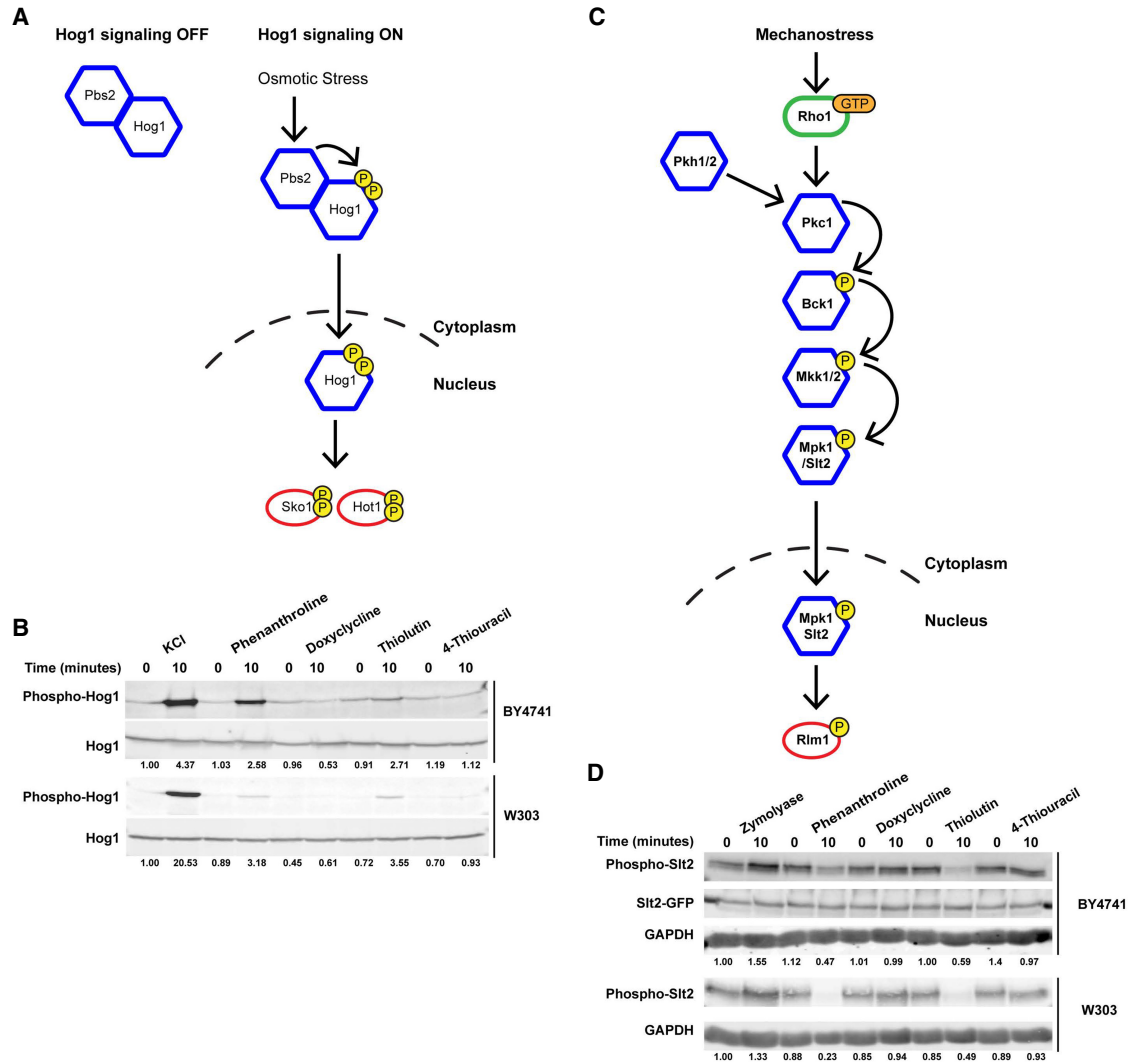 A
Hog1 signaling OFF
Hog1 signaling ON
Pbs2
Hog1
Osmotic Stress
Pbs2
P
P
Hog1
Cytoplasm
Nucleus
P
P
Hog1
Sko1
P
P
Hot1
P
P
B
KCl
Phenanthroline
Doxyclycline
Thiolutin
4-Thiouracil
Time (minutes) 0 10 0 10 0 10 0 10 0 10
Phospho-Hog1
BY4741
Hog1
1.00 4.37 1.03 2.58 0.96 0.53 0.91 2.71 1.19 1.12
Phospho-Hog1
W303
Hog1
1.00 20.53 0.89 3.18 0.45 0.61 0.72 3.55 0.70 0.93
C
Mechanostress
GTP
Rho1
Pkh1/2
Pkc1
P
Bck1
P
Mkk1/2
P
Mpk1
/Slt2
Cytoplasm
Nucleus
P
Mpk1
Slt2
P
Rlm1
D
Zymolyase
Phenanthroline
Doxyclycline
Thiolutin
4-Thiouracil
Time (minutes) 0 10 0 10 0 10 0 10 0 10
Phospho-Slt2
Slt2-GFP
BY4741
GAPDH
1.00 1.55 1.12 0.47 1.01 0.99 1.00 0.59 1.4 0.97
Phospho-Slt2
W303
GAPDH
1.00 1.33 0.88 0.23 0.85 0.94 0.85 0.49 0.89 0.93